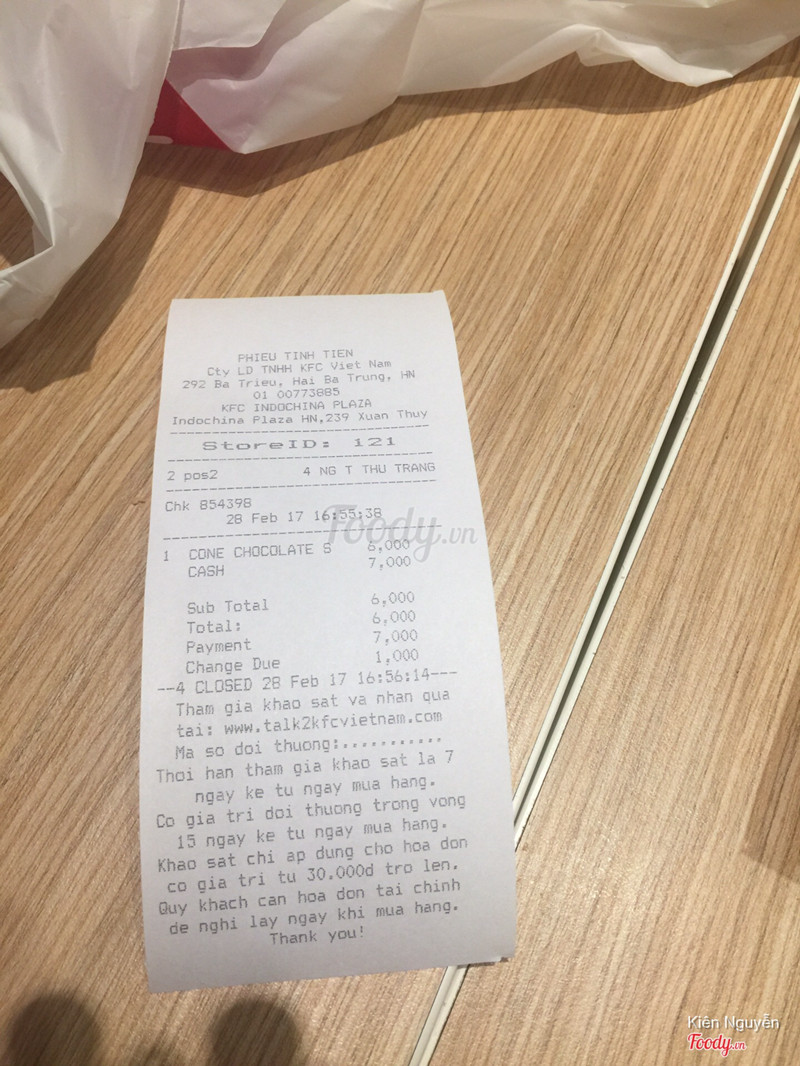 PHIEU TINH TIEN
Cty LD TNHH KFC Viet Nam
292 Ba Trieu, Hai Ba Trung, HN
01 00773885
KFC INDOCHINA PLAZA
Indochina Plaza HN,239 Xuan Thuy
StoreID: 121
2 pos2 4 NG T THU TRANG
Chk 854398
28 Feb 17 16:55:38
1 CONE CHOCOLATE S 6,000
CASH 7,000
Sub Total 6,000
Total: 6,000
Payment 7,000
Change Due 1,000
--4 CLOSED 28 Feb 17 16:56:14---
Tham gia khao sat va nhan qua
tai: www.talk2kfcvietnam.com
Ma so doi thuong:...........
Thoi han tham gia khao sat la 7
ngay ke tu ngay mua hang.
Co gia tri doi thuong trong vong
15 ngay ke tu ngay mua hang.
Khao sat chi ap dung cho hoa don
co gia tri tu 30.000d tro len.
Quy khach can hoa don tai chinh
de nghi lay ngay khi mua hang.
Thank you!
Foody.vn
Kiên Nguyễn
Foody.vn